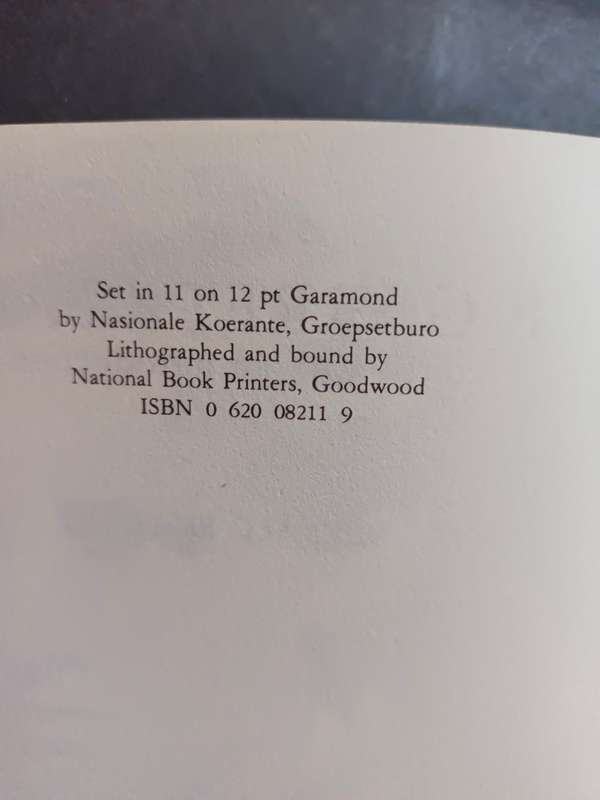 Set in 11 on 12 pt Garamond
by Nasionale Koerante, Groepsetburo
Lithographed and bound by
National Book Printers, Goodwood
ISBN 0 620 08211 9